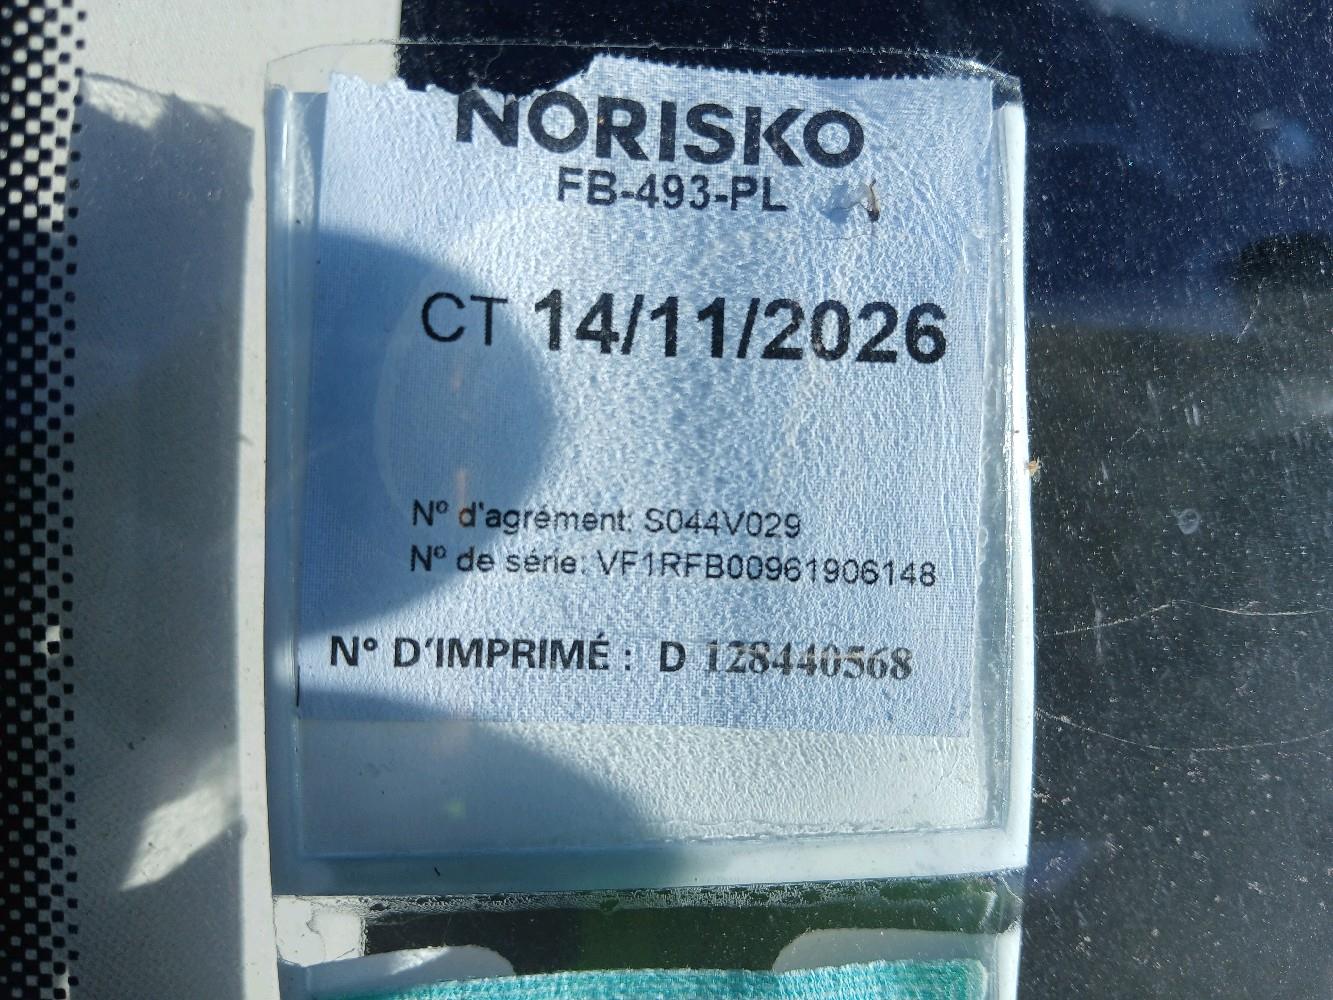 NORISKO
FB-493-PL
CT 14/11/2026
N° d'agrément: S044V029
N° de série: VF1RFB00961906148
N° D'IMPRIMÉ : D 128440568